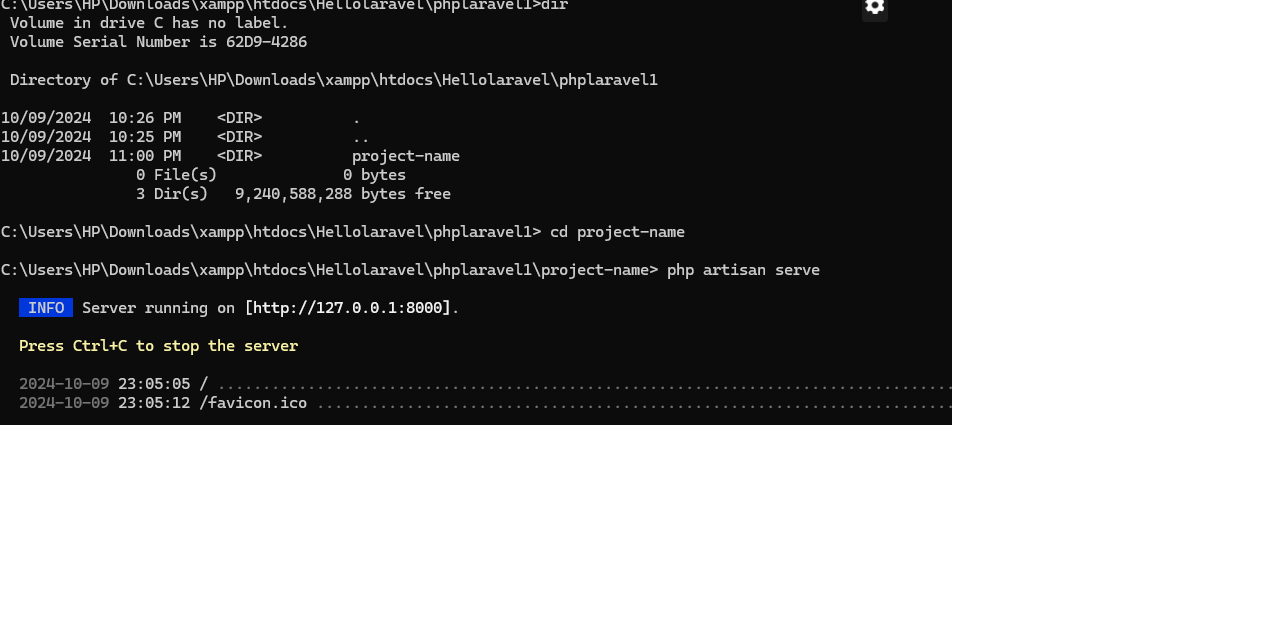 C:\Users\HP\Downloads\xampp\htdocs\Hellolaravel\phplaravel1>dir
 Volume in drive C has no label.
 Volume Serial Number is 62D9-4286
 Directory of C:\Users\HP\Downloads\xampp\htdocs\Hellolaravel\phplaravel1
10/09/2024  10:26 PM    <DIR>          .
10/09/2024  10:25 PM    <DIR>          ..
10/09/2024  11:00 PM    <DIR>          project-name
               0 File(s)              0 bytes
               3 Dir(s)   9,240,588,288 bytes free
C:\Users\HP\Downloads\xampp\htdocs\Hellolaravel\phplaravel1> cd project-name
C:\Users\HP\Downloads\xampp\htdocs\Hellolaravel\phplaravel1\project-name> php artisan serve
   INFO  Server running on [http://127.0.0.1:8000].
  Press Ctrl+C to stop the server
  2024-10-09 23:05:05 / ..................................................................................
  2024-10-09 23:05:12 /favicon.ico .......................................................................